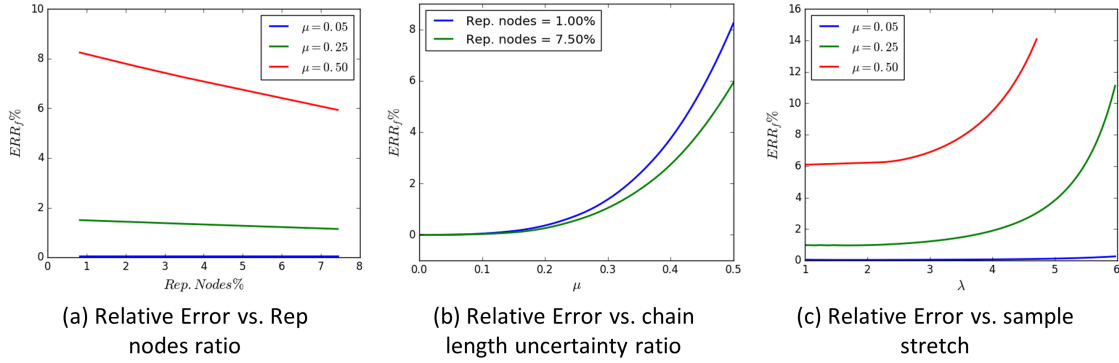 10
8
6
4
2
0
0 1 2 3 4 5 6 7 8
ERR_f%
Rep. Nodes%
μ = 0.05
μ = 0.25
μ = 0.50
(a) Relative Error vs. Rep
nodes ratio
8
6
4
2
0
0.0 0.1 0.2 0.3 0.4 0.5
ERR_f%
μ
Rep. nodes = 1.00%
Rep. nodes = 7.50%
(b) Relative Error vs. chain
length uncertainty ratio
16
14
12
10
8
6
4
2
0
1 2 3 4 5 6
ERR_f%
λ
μ = 0.05
μ = 0.25
μ = 0.50
(c) Relative Error vs. sample
stretch